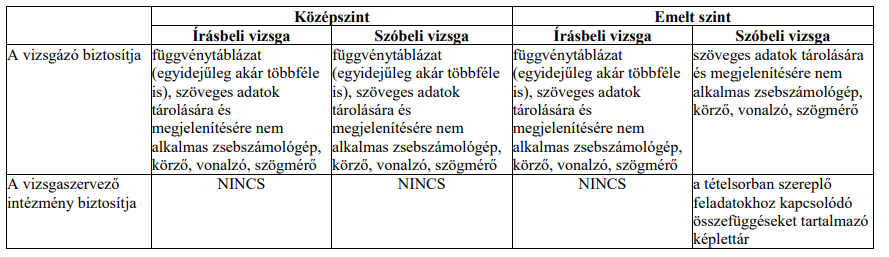 Középszint Emelt szint
Írásbeli vizsga Szóbeli vizsga Írásbeli vizsga Szóbeli vizsga
A vizsgázó biztosítja
függvénytáblázat
(egyidejűleg akár többféle
is), szöveges adatok
tárolására és
megjelenítésére nem
alkalmas zsebszámológép,
körző, vonalzó, szögmérő
függvénytáblázat
(egyidejűleg akár többféle
is), szöveges adatok
tárolására és
megjelenítésére nem
alkalmas zsebszámológép,
körző, vonalzó, szögmérő
függvénytáblázat
(egyidejűleg akár többféle
is), szöveges adatok
tárolására és
megjelenítésére nem
alkalmas zsebszámológép,
körző, vonalzó, szögmérő
szöveges adatok tárolására
és megjelenítésére nem
alkalmas zsebszámológép,
körző, vonalzó, szögmérő
A vizsgaszervező
intézmény biztosítja
NINCS
NINCS
NINCS
a tételsorban szereplő
feladatokhoz kapcsolódó
összefüggéseket tartalmazó
képlettár